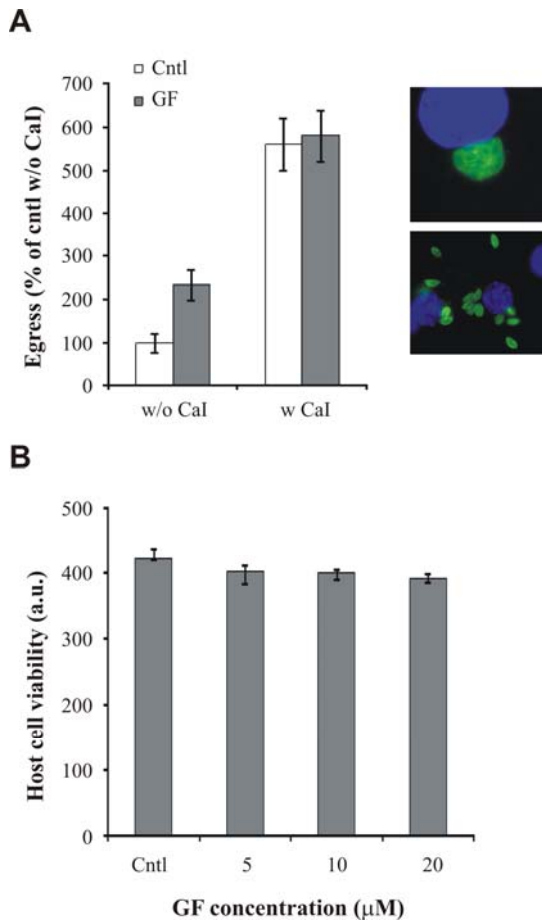 A
700
600
500
400
300
200
100
0
Egress (% of cntl w/o CaI)
Cntl
GF
w/o CaI
w CaI
B
500
400
300
200
100
0
Host cell viability (a.u.)
Cntl
5
10
20
GF concentration (μM)